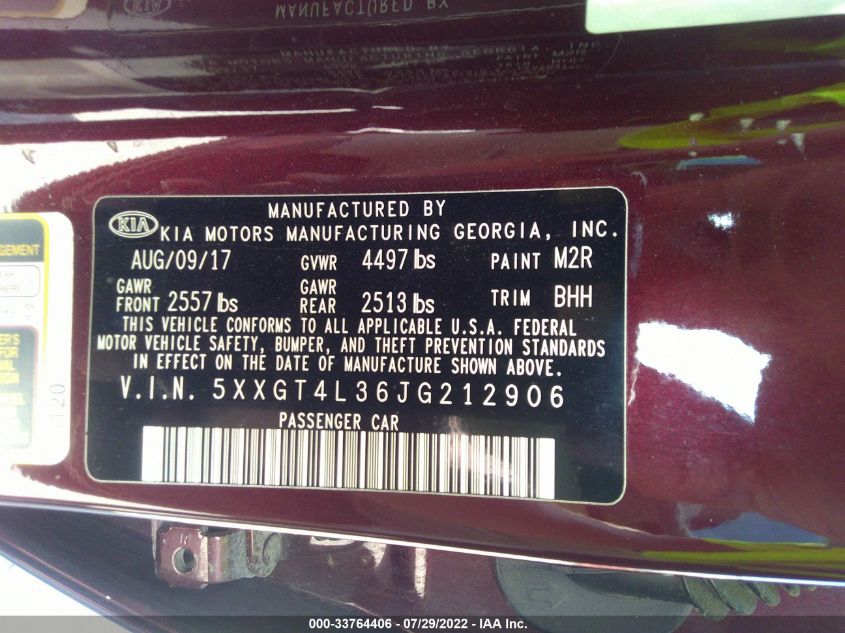 MANUFACTURED BY
KIA
KIA MOTORS MANUFACTURING GEORGIA, INC.
AUG/09/17 GVWR 4497 lbs PAINT M2R
GAWR FRONT 2557 lbs GAWR REAR 2513 lbs TRIM BHH
THIS VEHICLE CONFORMS TO ALL APPLICABLE U.S.A. FEDERAL
MOTOR VEHICLE SAFETY, BUMPER, AND THEFT PREVENTION STANDARDS
IN EFFECT ON THE DATE OF MANUFACTURE SHOWN ABOVE.
V.I.N. 5XXGT4L36JG212906
PASSENGER CAR
000-33764406 - 07/29/2022 - IAA Inc.